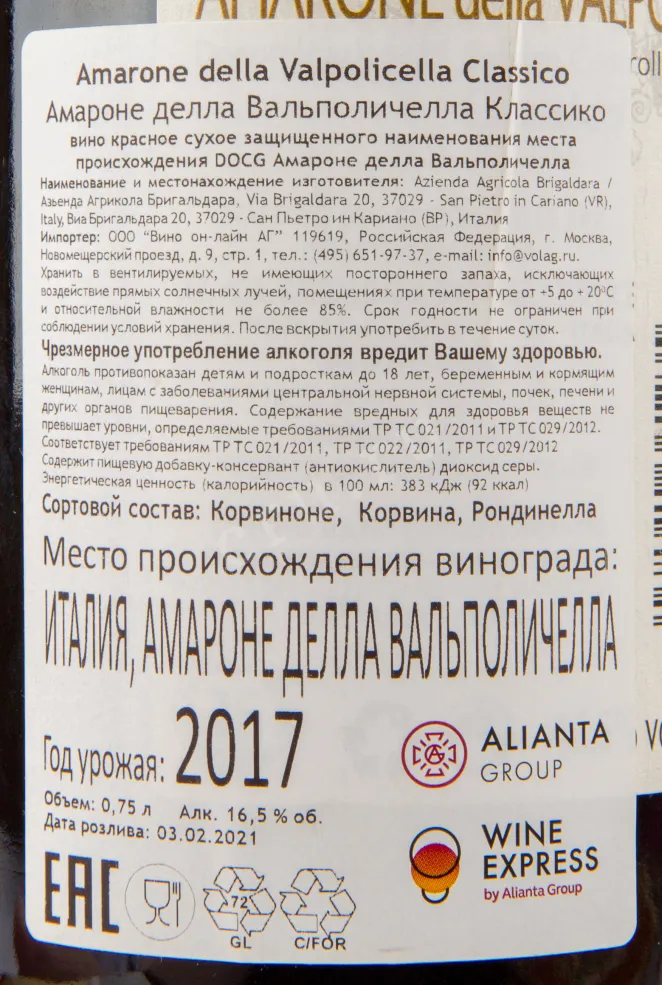 AMARONE della VALPO
Amarone della Valpolicella Classico
Амароне делла Вальполичелла Классико
вино красное сухое защищенного наименования места
происхождения DOCG Амароне делла Вальполичелла
Наименование и местонахождение изготовителя: Azienda Agricola Brigaldara /
Азьенда Агрикола Бригальдара, Via Brigaldara 20, 37029 - San Pietro in Cariano (VR),
Italy, Виа Бригальдара 20, 37029 - Сан Пьетро ин Кариано (ВР), Италия
Импортер: ООО "Вино он-лайн АГ" 119619, Российская Федерация, г. Москва,
Новомещерский проезд, д. 9, стр. 1, тел.: (495) 651-97-37, e-mail: info@volag.ru.
Хранить в вентилируемых, не имеющих постороннего запаха, исключающих
воздействие прямых солнечных лучей, помещениях при температуре от +5 до + 20°С
и относительной влажности не более 85%. Срок годности не ограничен при
соблюдении условий хранения. После вскрытия употребить в течение суток.
Чрезмерное употребление алкоголя вредит Вашему здоровью.
Алкоголь противопоказан детям и подросткам до 18 лет, беременным и кормящим
женщинам, лицам с заболеваниями центральной нервной системы, почек, печени и
других органов пищеварения. Содержание вредных для здоровья веществ не
превышает уровни, определяемые требованиями ТР ТС 021/2011 и ТР ТС 029/2012.
Соответствует требованиям ТР ТС 021/2011, ТР ТС 022/2011, ТР ТС 029/2012
Содержит пищевую добавку-консервант (антиокислитель) диоксид серы.
Энергетическая ценность (калорийность) в 100 мл: 383 кДж (92 ккал)
Сортовой состав: Корвиноне, Корвина, Рондинелла
Место происхождения винограда:
ИТАЛИЯ, АМАРОНЕ ДЕЛЛА ВАЛЬПОЛИЧЕЛЛА
Год урожая: 2017
Объем: 0,75 л Алк. 16,5 % об.
Дата розлива: 03.02.2021
ALIANTA
GROUP
WINE
EXPRESS
by Alianta Group
EAC
72
GL
C/FOR